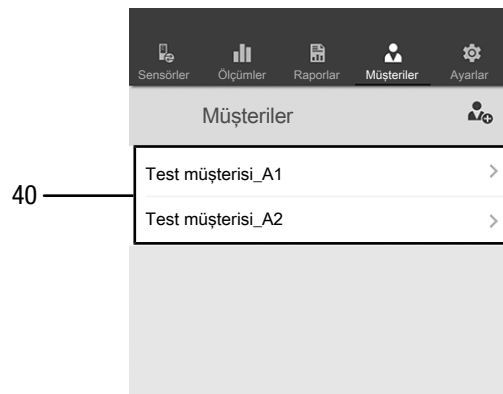 Sensörler Ölçümler Raporlar Müşteriler Ayarlar
Müşteriler
Test müşterisi_A1
40
Test müşterisi_A2